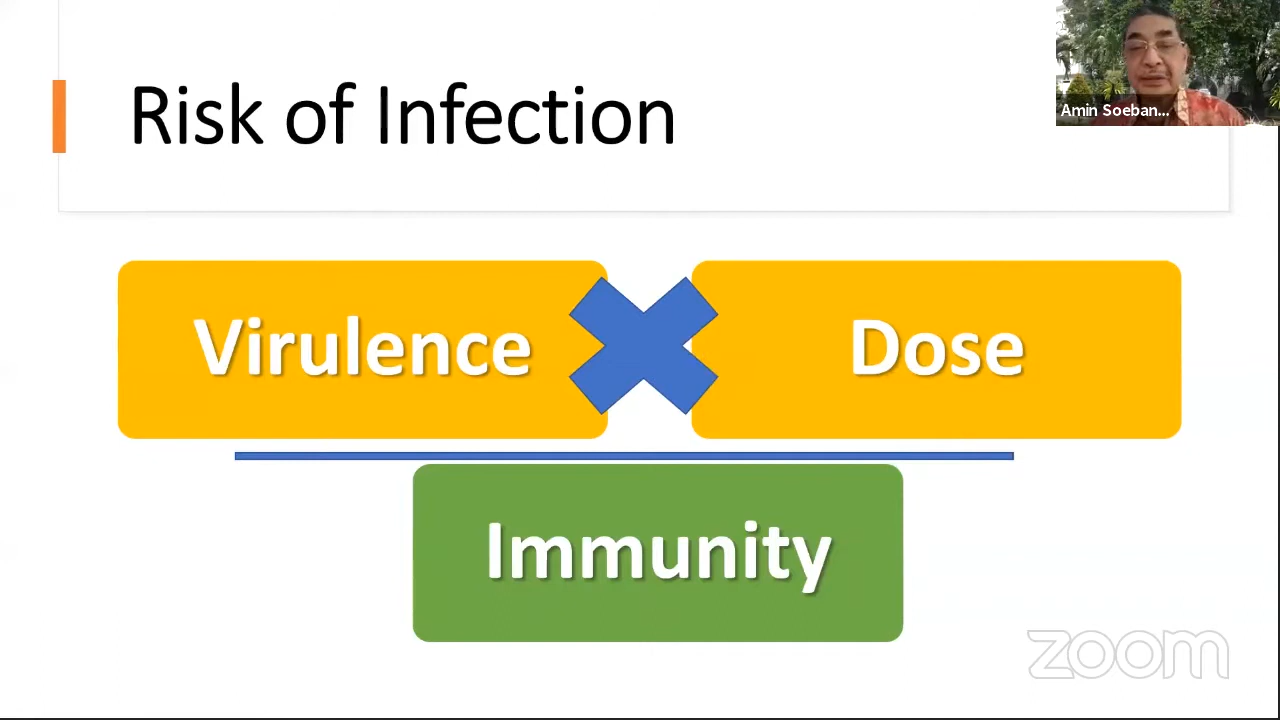 Risk of Infection
Amin Soeban...
Virulence
Dose
Immunity
zoom